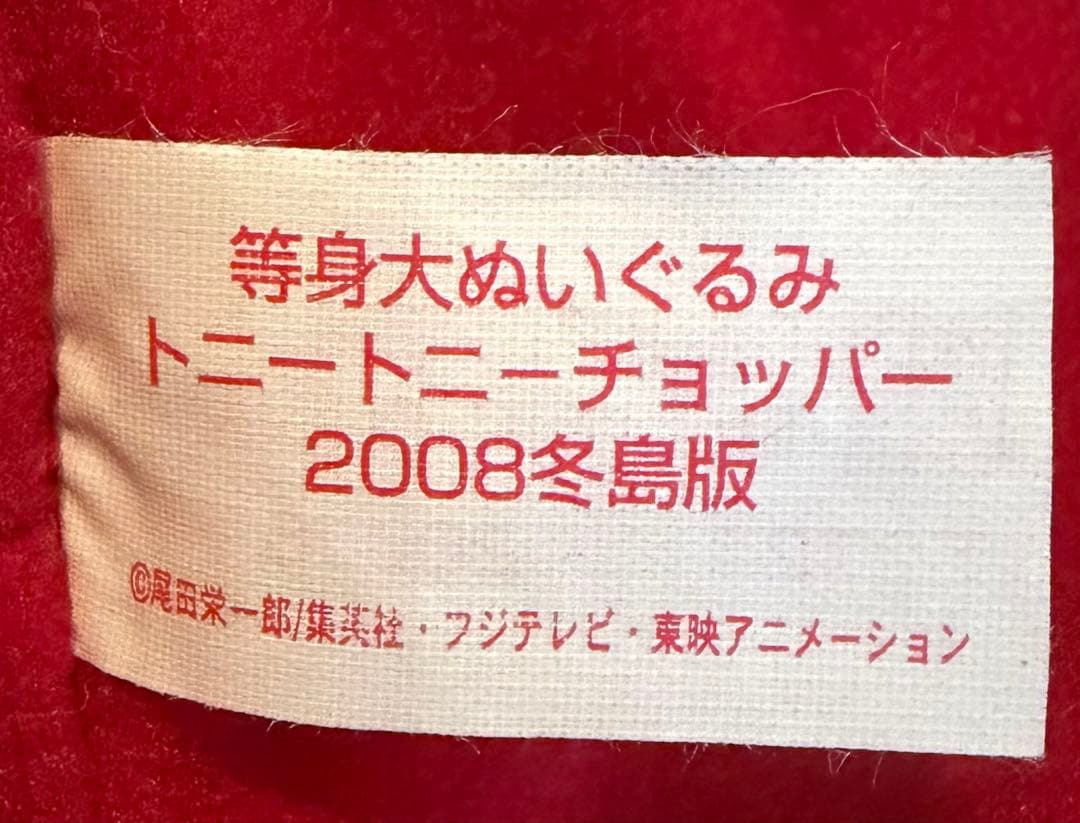 等身大ぬいぐるみ
トニートニーチョッパー
2008冬島版
©尾田栄一郎/集英社・フジテレビ・東映アニメーション